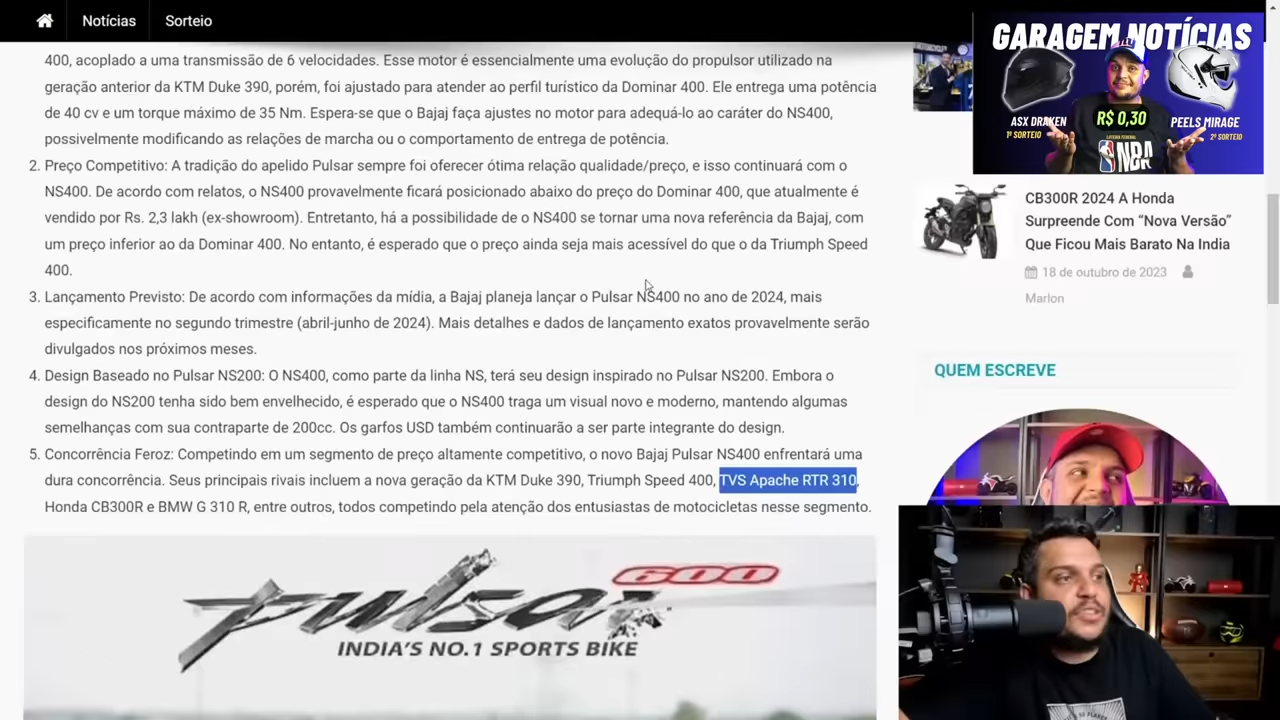 Notícias
Sorteio
400, acoplado a uma transmissão de 6 velocidades. Esse motor é essencialmente uma evolução do propulsor utilizado na
geração anterior da KTM Duke 390, porém, foi ajustado para atender ao perfil turístico da Dominar 400. Ele entrega uma potência
de 40 cv e um torque máximo de 35 Nm. Espera-se que o Bajaj faça ajustes no motor para adequá-lo ao caráter do NS400,
possivelmente modificando as relações de marcha ou o comportamento de entrega de potência.
2. Preço Competitivo: A tradição do apelido Pulsar sempre foi oferecer ótima relação qualidade/preço, e isso continuará com o
NS400. De acordo com relatos, o NS400 provavelmente ficará posicionado abaixo do preço do Dominar 400, que atualmente é
vendido por Rs. 2,3 lakh (ex-showroom). Entretanto, há a possibilidade de o NS400 se tornar uma nova referência da Bajaj, com
um preço inferior ao da Dominar 400. No entanto, é esperado que o preço ainda seja mais acessível do que o da Triumph Speed
400.
3. Lançamento Previsto: De acordo com informações da mídia, a Bajaj planeja lançar o Pulsar NS400 no ano de 2024, mais
especificamente no segundo trimestre (abril-junho de 2024). Mais detalhes e dados de lançamento exatos provavelmente serão
divulgados nos próximos meses.
4. Design Baseado no Pulsar NS200: O NS400, como parte da linha NS, terá seu design inspirado no Pulsar NS200. Embora o
design do NS200 tenha sido bem envelhecido, é esperado que o NS400 traga um visual novo e moderno, mantendo algumas
semelhanças com sua contraparte de 200cc. Os garfos USD também continuarão a ser parte integrante do design.
5. Concorrência Feroz: Competindo em um segmento de preço altamente competitivo, o novo Bajaj Pulsar NS400 enfrentará uma
dura concorrência. Seus principais rivais incluem a nova geração da KTM Duke 390, Triumph Speed 400, TVS Apache RTR 310,
Honda CB300R e BMW G 310 R, entre outros, todos competindo pela atenção dos entusiastas de motocicletas nesse segmento.
Pulsar 600
INDIA'S NO.1 SPORTS BIKE
GARAGEM NOTÍCIAS
ASX DRAKEN
1º SORTEIO
R$ 0,30
LOTERIA FEDERAL
NBA
PEELS MIRAGE
2º SORTEIO
CB300R 2024 A Honda
Surpreende Com “Nova Versão”
Que Ficou Mais Barato Na India
18 de outubro de 2023
Marlon
QUEM ESCREVE